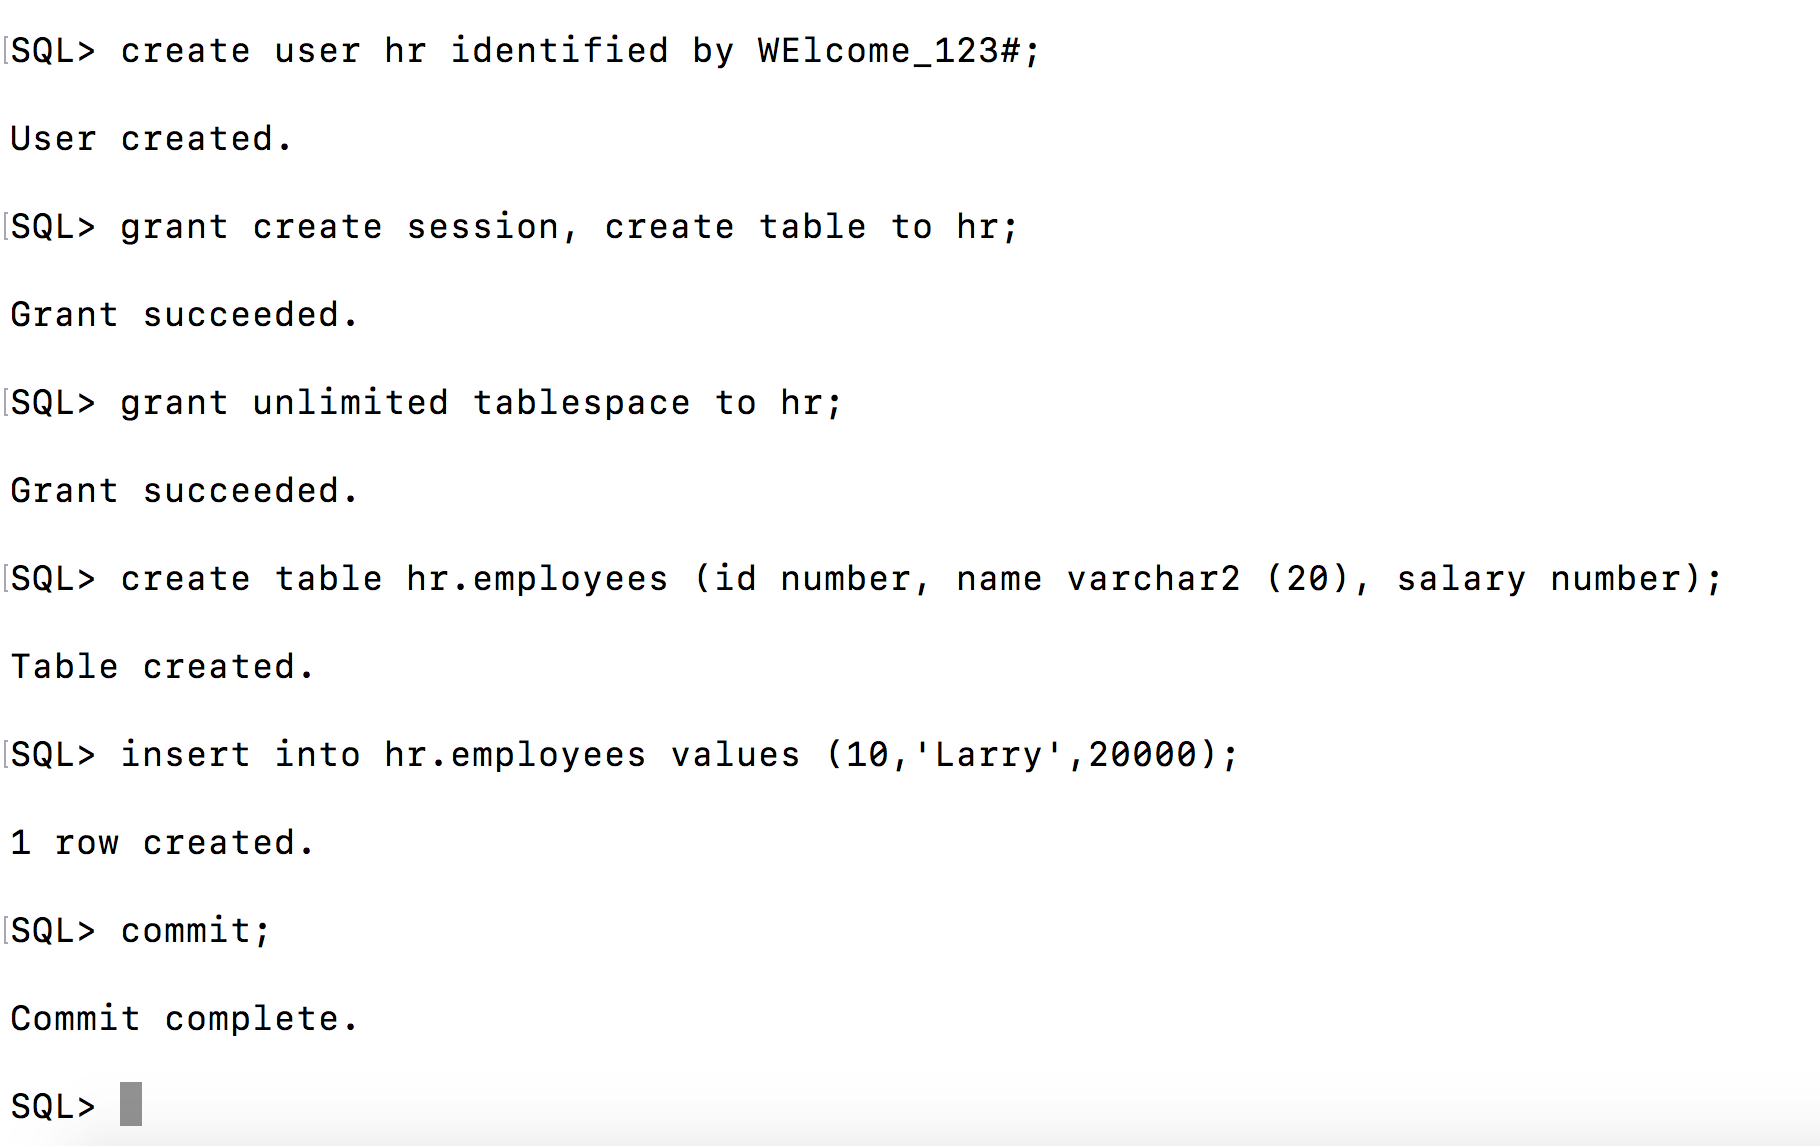 SQL> create user hr identified by WElcome_123#;
User created.
SQL> grant create session, create table to hr;
Grant succeeded.
SQL> grant unlimited tablespace to hr;
Grant succeeded.
SQL> create table hr.employees (id number, name varchar2 (20), salary number);
Table created.
SQL> insert into hr.employees values (10,'Larry',20000);
1 row created.
SQL> commit;
Commit complete.
SQL>